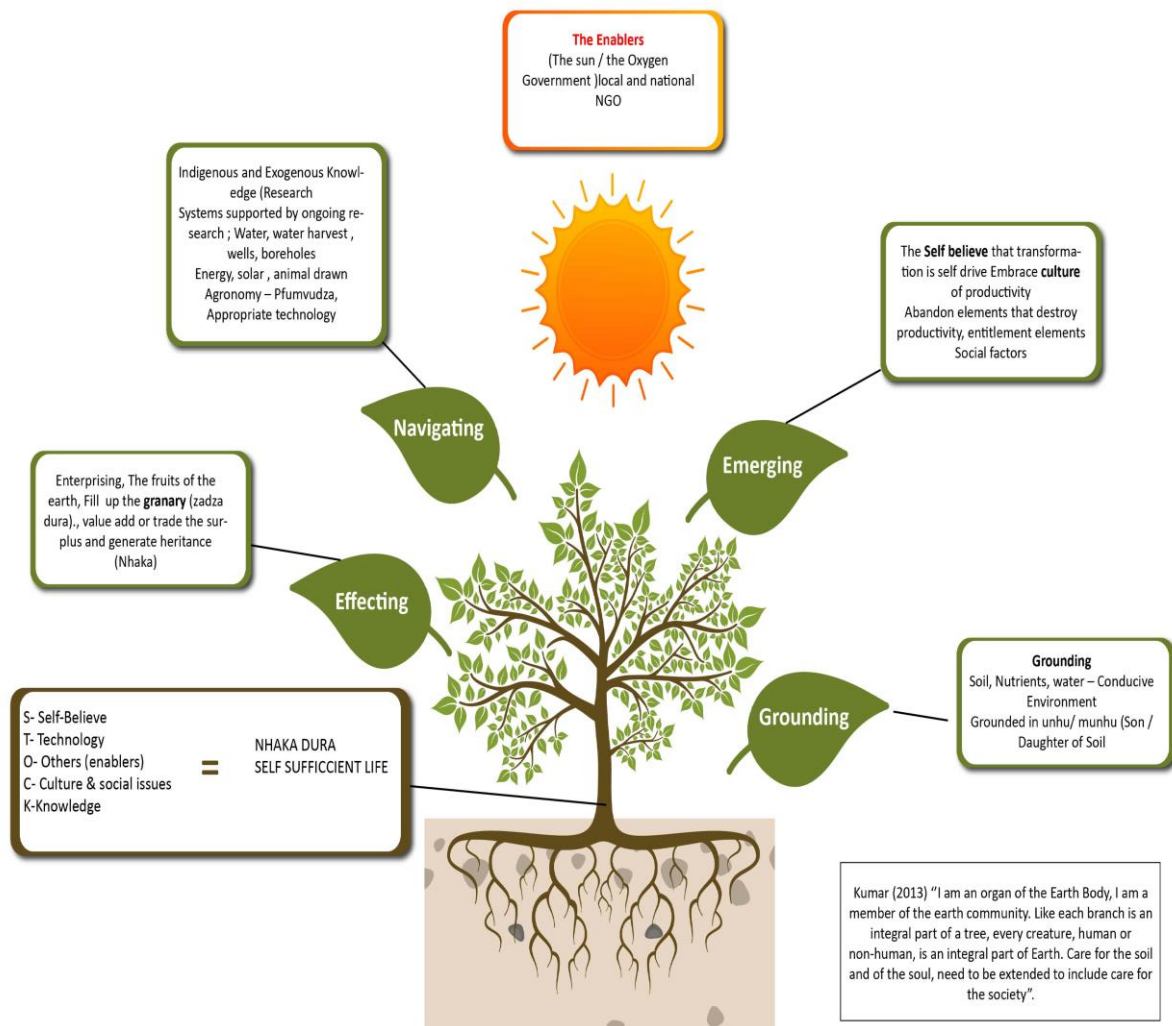 The Enablers
(The sun / the Oxygen
Government )local and national
NGO
Indigenous and Exogenous Knowl-
edge (Research
Systems supported by ongoing re-
search ; Water, water harvest ,
wells, boreholes
Energy, solar , animal drawn
Agronomy – Pfumvudza,
Appropriate technology
The Self believe that transforma-
tion is self drive Embrace culture
of productivity
Abandon elements that destroy
productivity, entitlement elements
Social factors
Navigating
Emerging
Enterprising, The fruits of the
earth, Fill up the granary (zadza
dura)., value add or trade the sur-
plus and generate heritance
(Nhaka)
Effecting
Grounding
Grounding
Soil, Nutrients, water – Conducive
Environment
Grounded in unhu/ munhu (Son /
Daughter of Soil
S- Self-Believe
T- Technology
O- Others (enablers)
C- Culture & social issues
K-Knowledge
=
NHAKA DURA
SELF SUFFICCIENT LIFE
Kumar (2013) “I am an organ of the Earth Body, I am a
member of the earth community. Like each branch is an
integral part of a tree, every creature, human or
non-human, is an integral part of Earth. Care for the soil
and of the soul, need to be extended to include care for
the society”.